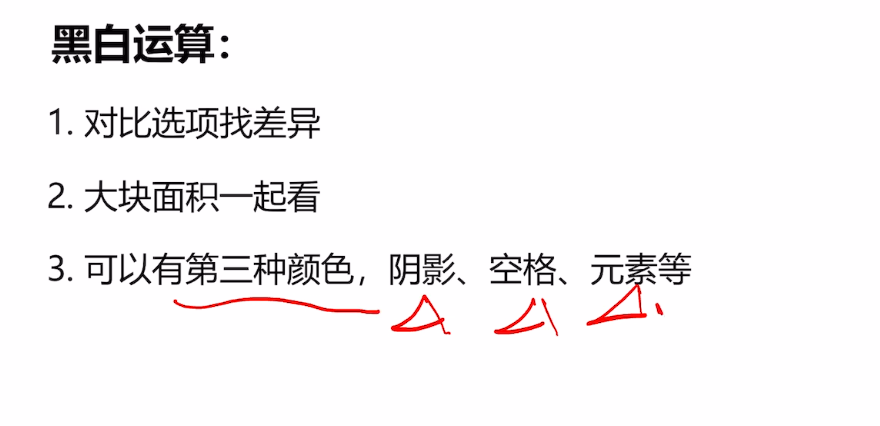 黑白运算：
1. 对比选项找差异
2. 大块面积一起看
3. 可以有第三种颜色，阴影、空格、元素等